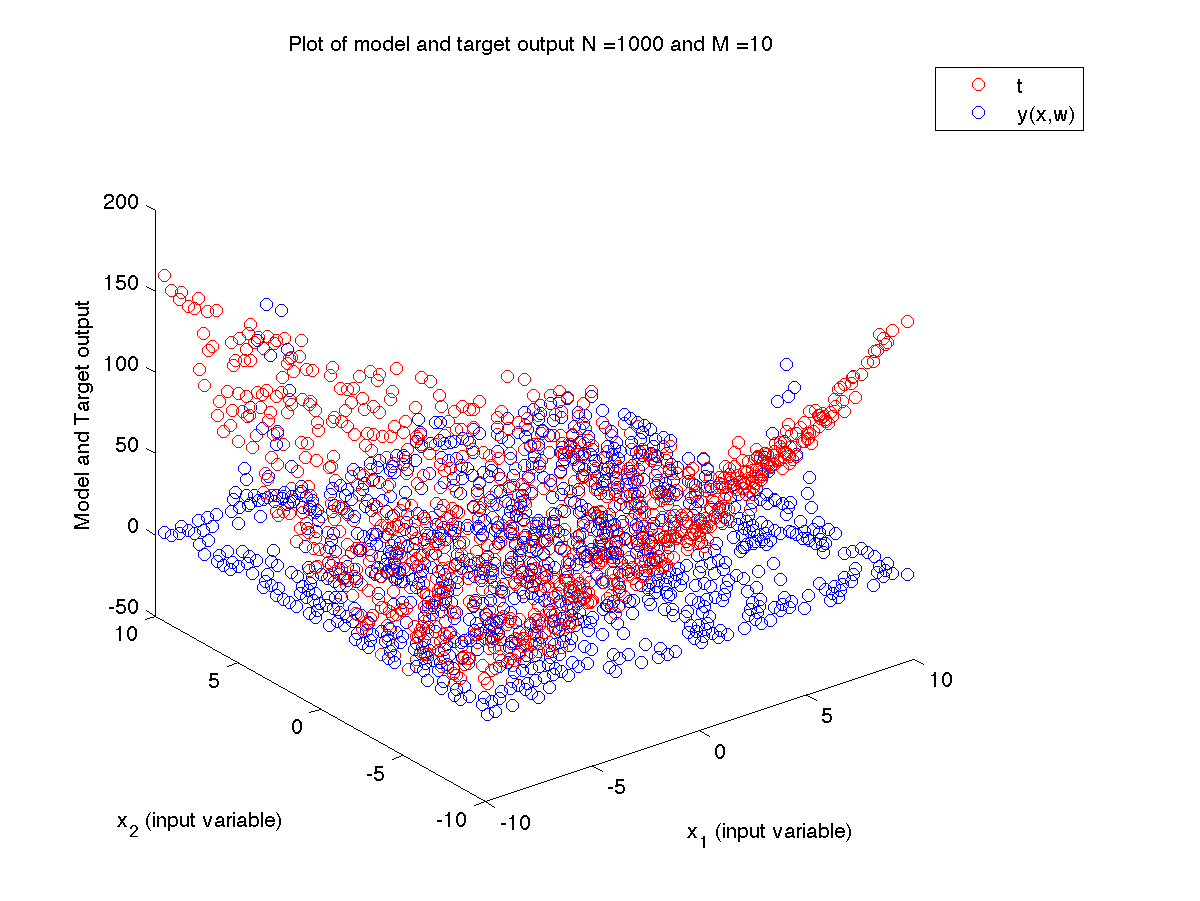 Plot of model and target output N =1000 and M =10
t
y(x,w)
200
150
100
50
0
-50
Model and Target output
10
5
0
-5
-10
x2 (input variable)
-10
-5
0
5
10
x1 (input variable)